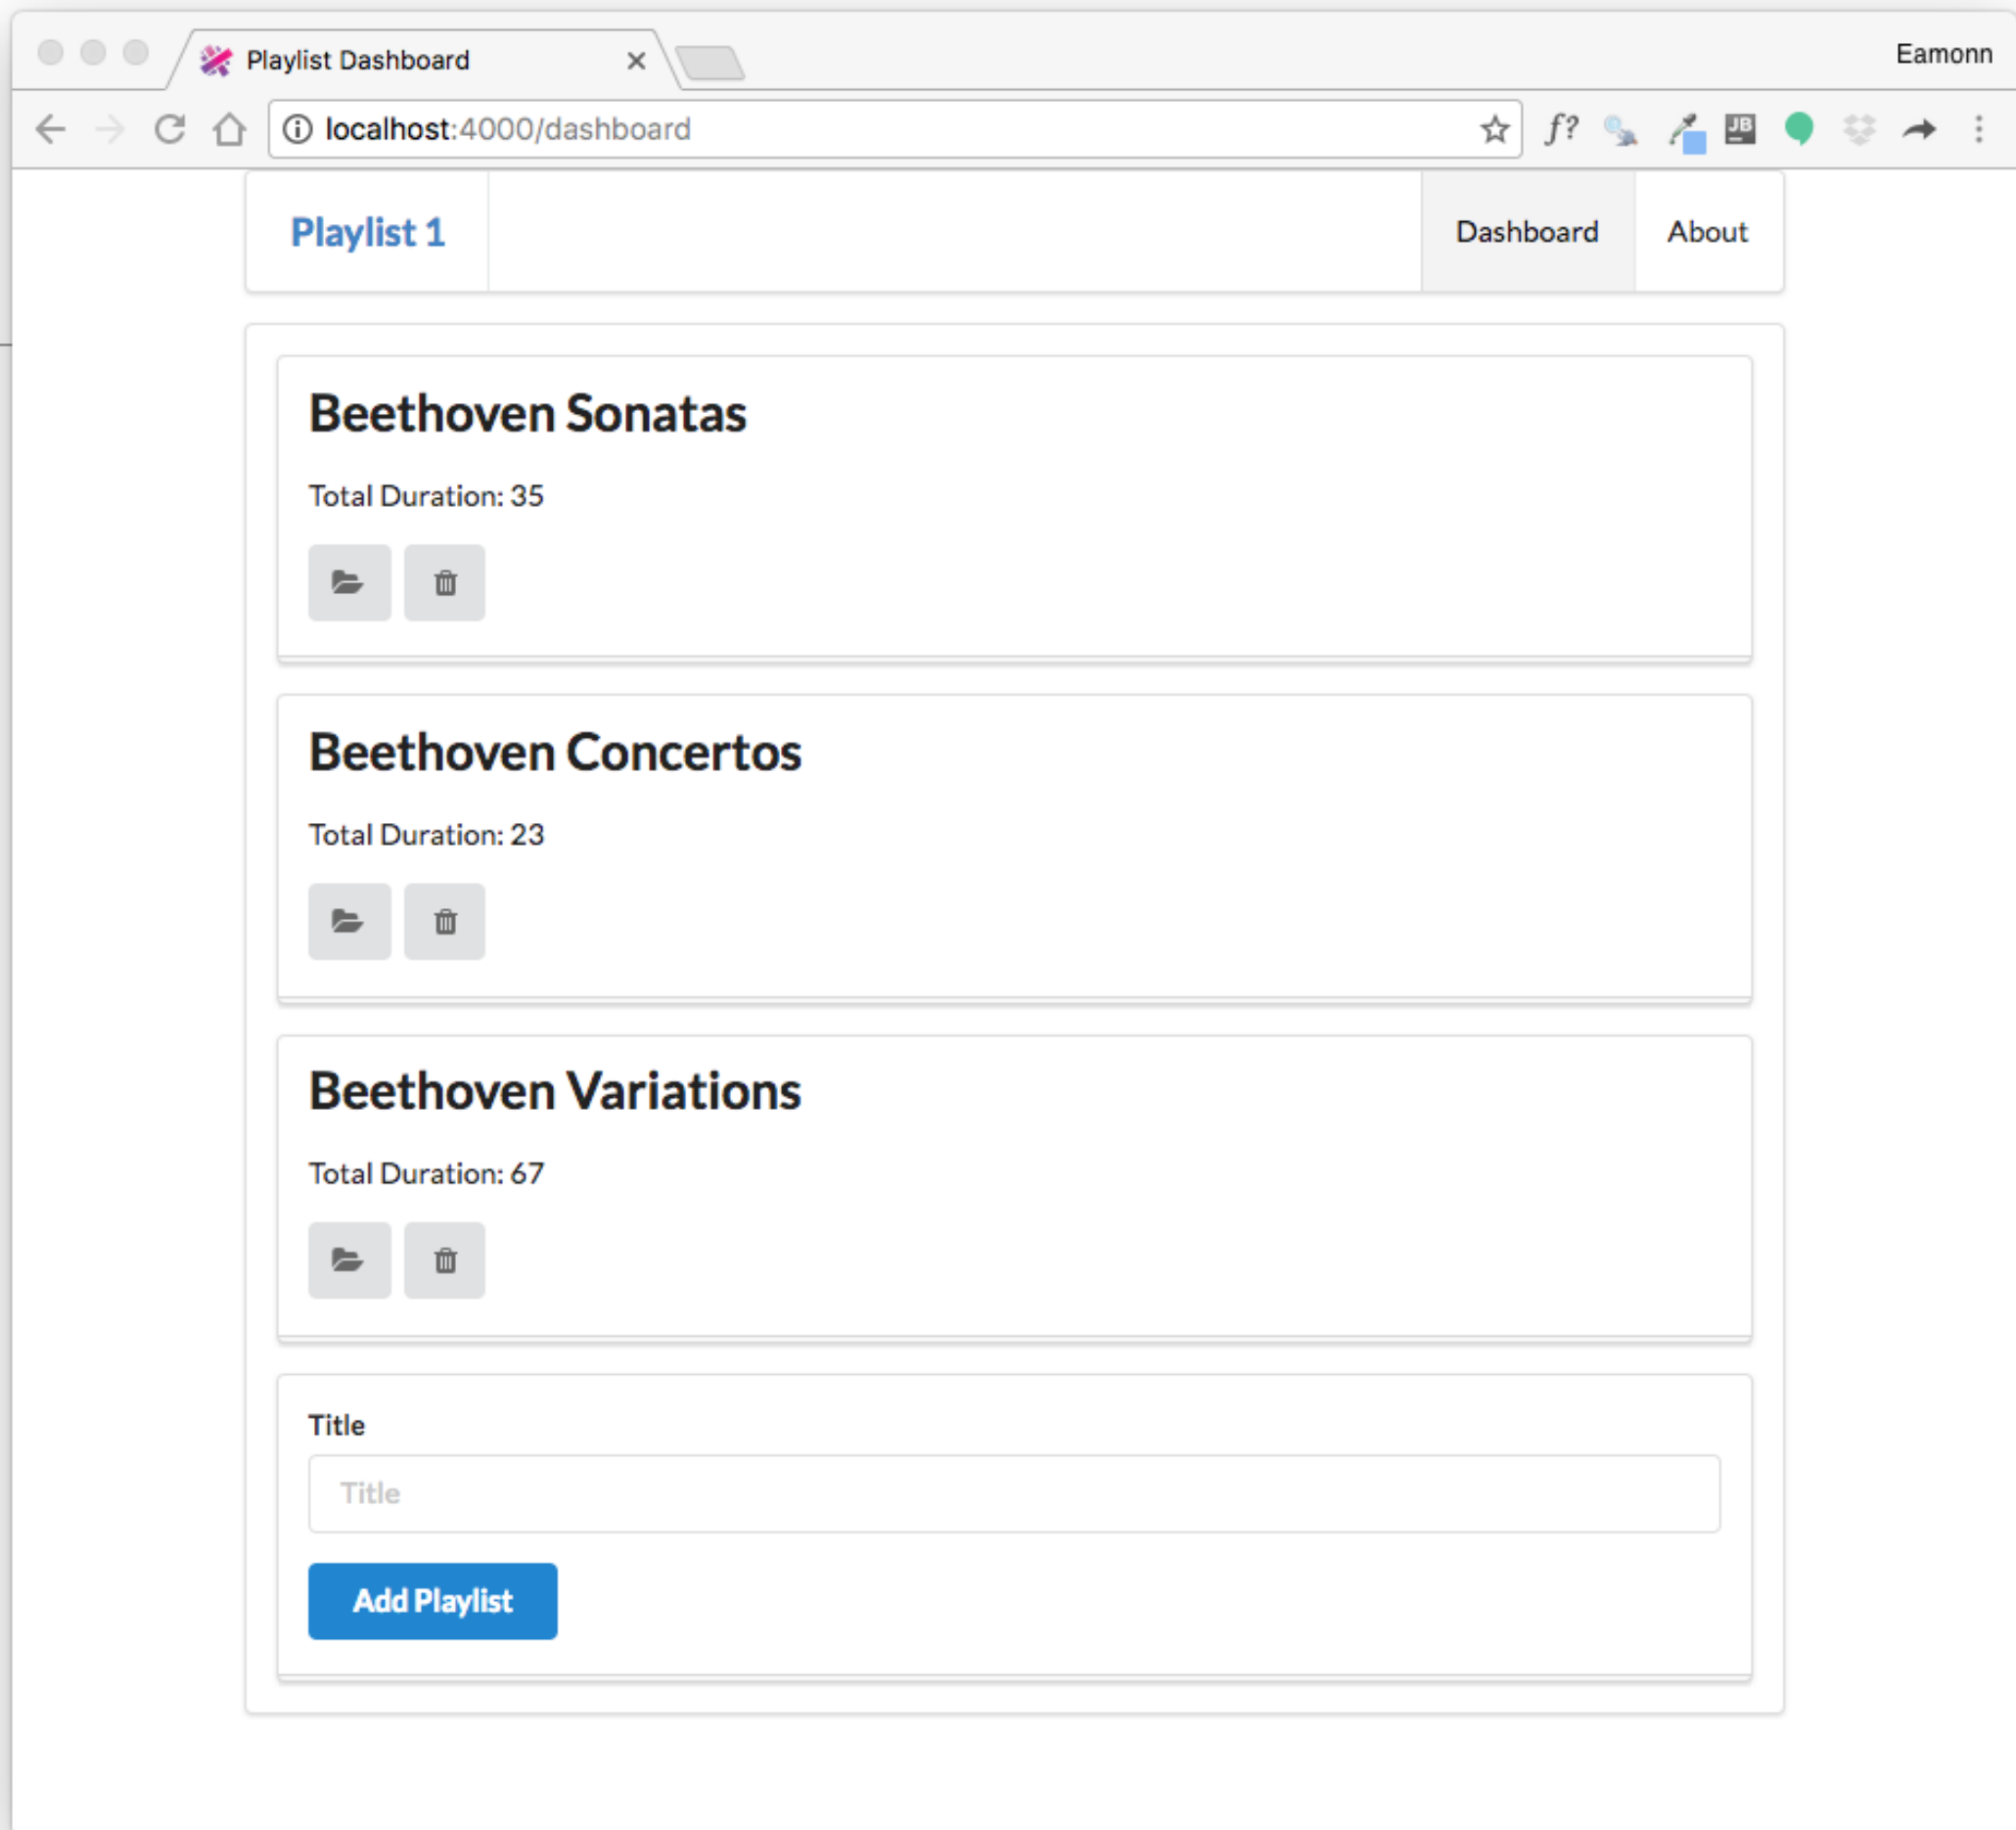 Playlist Dashboard
Eamonn
localhost:4000/dashboard
f?
JB
Playlist 1
Dashboard
About
Beethoven Sonatas
Total Duration: 35
Beethoven Concertos
Total Duration: 23
Beethoven Variations
Total Duration: 67
Title
Title
Add Playlist